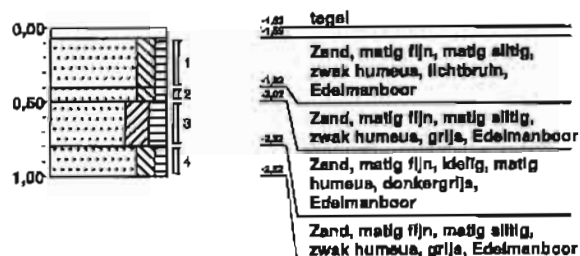 0,00
0,50
1,00
1
2
3
4
tegel
Zand, matig fijn, matig siltig,
zwak humeus, lichtbruin,
Edelmanboor
Zand, matig fijn, matig siltig,
zwak humeus, grijs, Edelmanboor
Zand, matig fijn, kleiig, matig
humeus, donkergrijs,
Edelmanboor
Zand, matig fijn, matig siltig,
zwak humeus, grijs, Edelmanboor